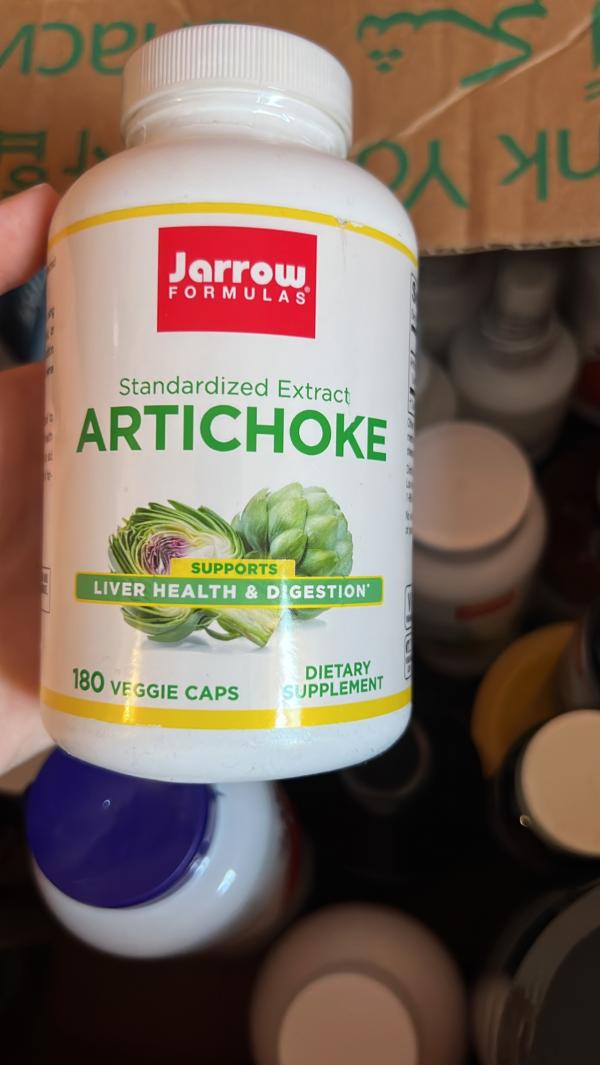 Jarrow
FORMULAS®
Standardized Extract
ARTICHOKE
SUPPORTS
LIVER HEALTH & DIGESTION*
180 VEGGIE CAPS
DIETARY
SUPPLEMENT